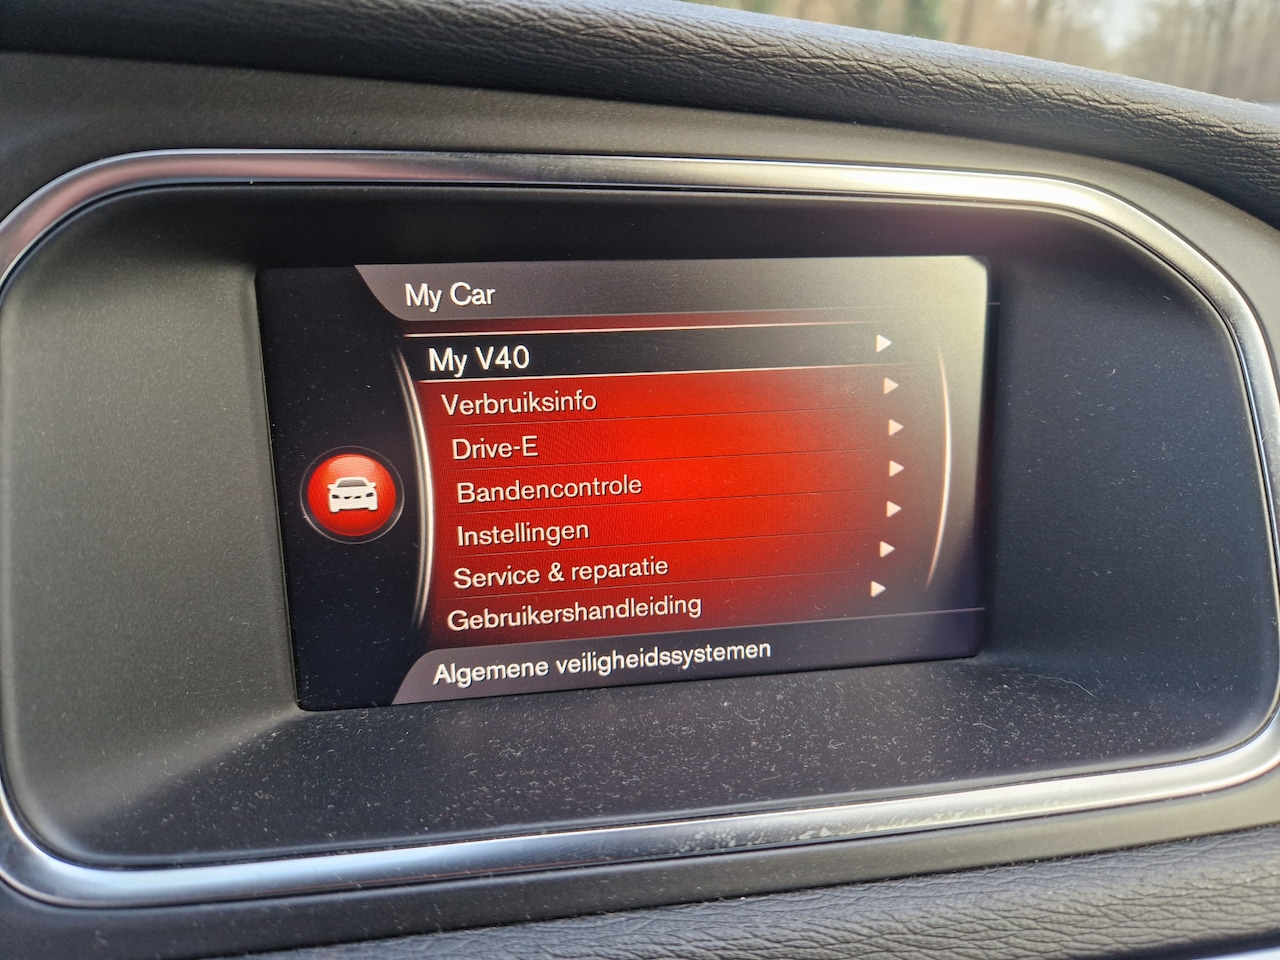 My Car
My V40
Verbruiksinfo
Drive-E
Bandencontrole
Instellingen
Service & reparatie
Gebruikershandleiding
Algemene veiligheidssystemen